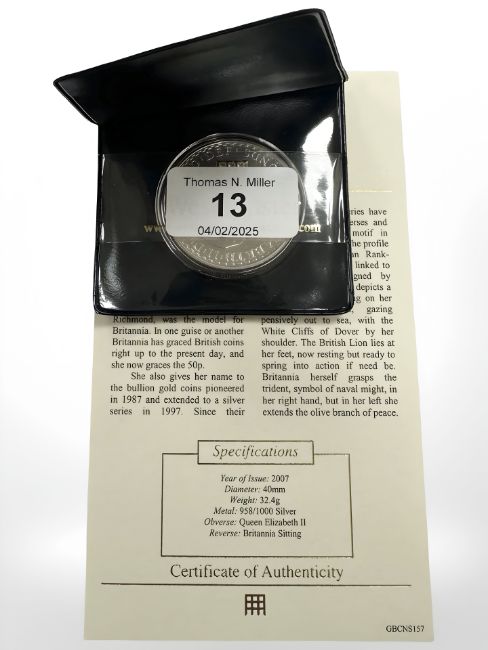 Thomas N. Miller
13
04/02/2025
www.
.com
ries have
erses and
motif in
he profile
n Rank-
linked to
gned by
depicts a
g on her
gazing
Richmond, was the model for
Britannia. In one guise or another
Britannia has graced British coins
right up to the present day, and
she now graces the 50p.
She also gives her name to
the bullion gold coins pioneered
in 1987 and extended to a silver
series in 1997. Since their
pensively out to sea, with the
White Cliffs of Dover by her
shoulder. The British Lion lies at
her feet, now resting but ready to
spring into action if need be.
Britannia herself grasps the
trident, symbol of naval might, in
her right hand, but in her left she
extends the olive branch of peace.
Specifications
Year of Issue: 2007
Diameter: 40mm
Weight: 32.4g
Metal: 958/1000 Silver
Obverse: Queen Elizabeth II
Reverse: Britannia Sitting
Certificate of Authenticity
GBCNS157